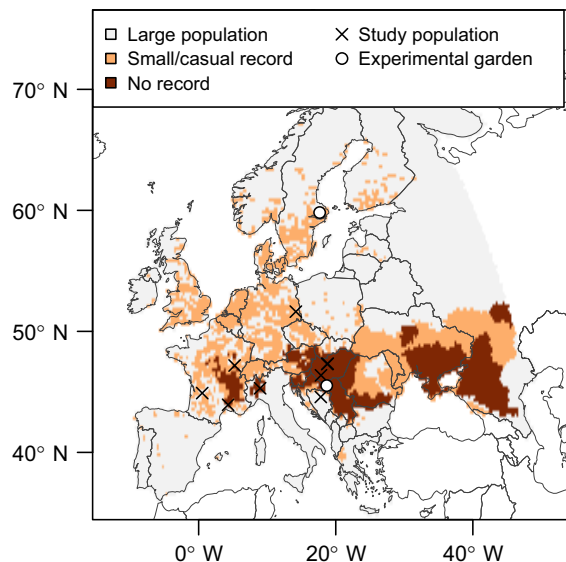 Large population
Small/casual record
No record
Study population
Experimental garden
70° N
60° N
50° N
40° N
0° W
20° W
40° W